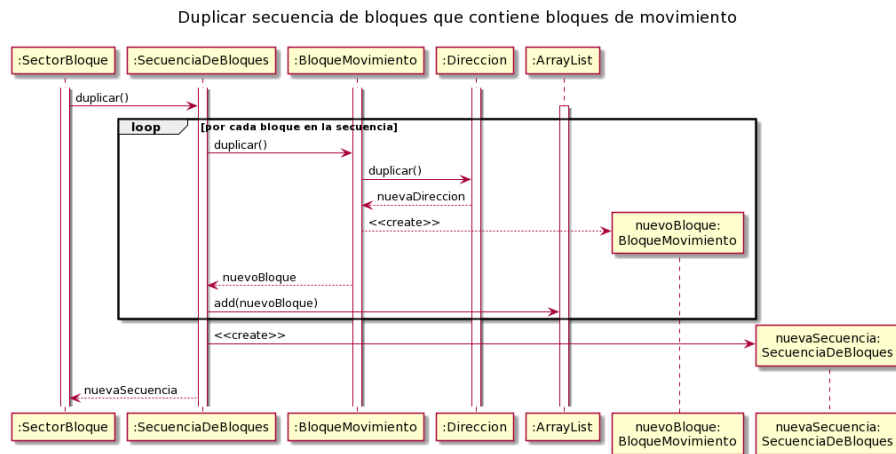 Duplicar secuencia de bloques que contiene bloques de movimiento
:SectorBloque
:SecuenciaDeBloques
:BloqueMovimiento
:Direccion
:ArrayList
duplicar()
loop
[por cada bloque en la secuencia]
duplicar()
duplicar()
nuevaDireccion
<<create>>
nuevoBloque:
BloqueMovimiento
nuevoBloque
add(nuevoBloque)
<<create>>
nuevaSecuencia:
SecuenciaDeBloques
nuevaSecuencia
:SectorBloque
:SecuenciaDeBloques
:BloqueMovimiento
:Direccion
:ArrayList
nuevoBloque:
BloqueMovimiento
nuevaSecuencia:
SecuenciaDeBloques